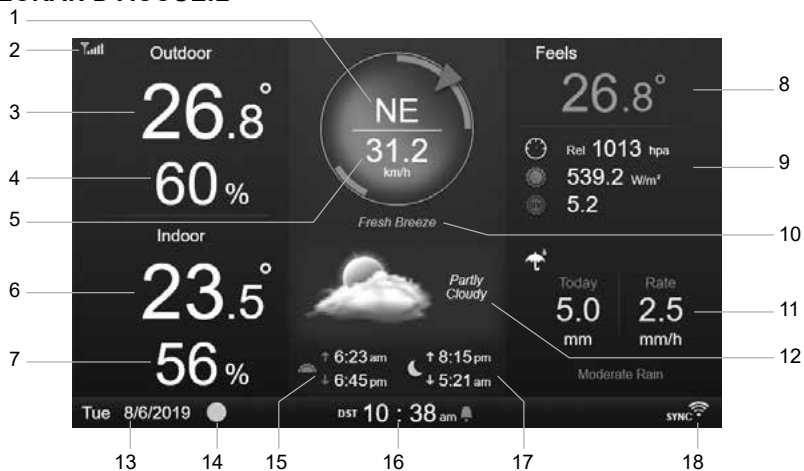 1
2
3
4
5
6
7
8
9
10
11
12
13
14
15
16
17
18
Outdoor
26.8°
60 %
Indoor
23.5°
56 %
NE
31.2
km/h
Fresh Breeze
Partly
Cloudy
↑ 6:23 am
↓ 6:45 pm
↑ 8:15 pm
↓ 5:21 am
Feels
26.8°
Rel 1013 hpa
539.2 W/m²
UV
5.2
Today
5.0
mm
Rate
2.5
mm/h
Moderate Rain
Tue 8/6/2019
DST 10 : 38 am
SYNC